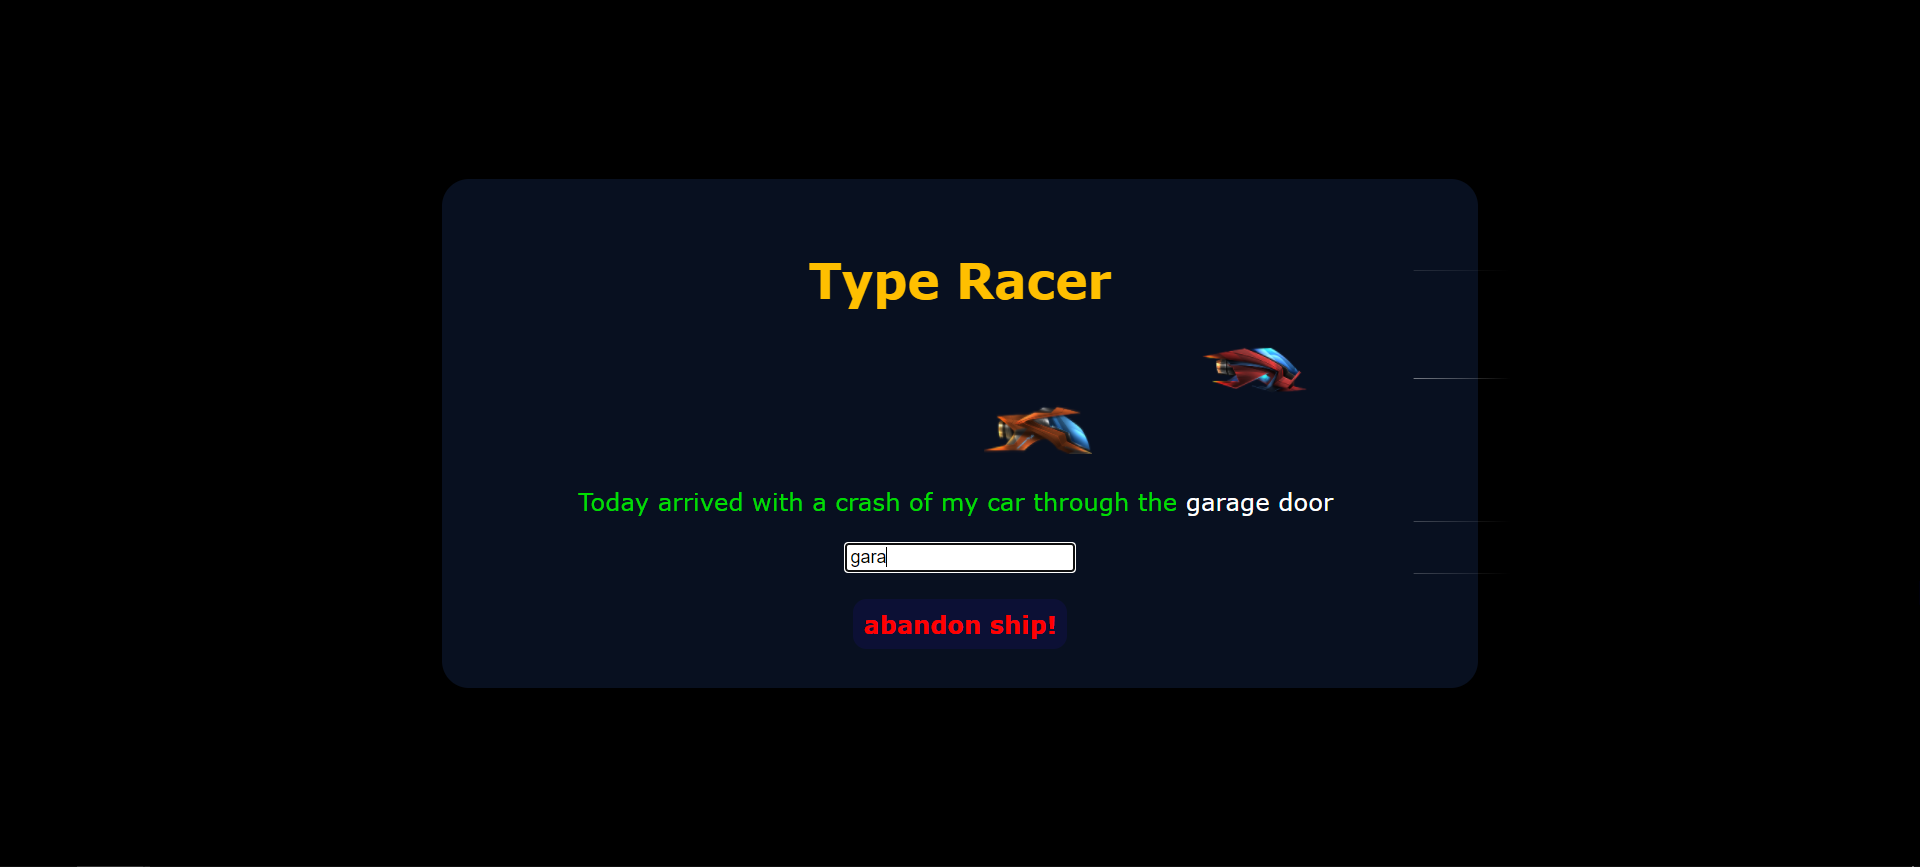 Type Racer
Today arrived with a crash of my car through the garage door
gara
abandon ship!